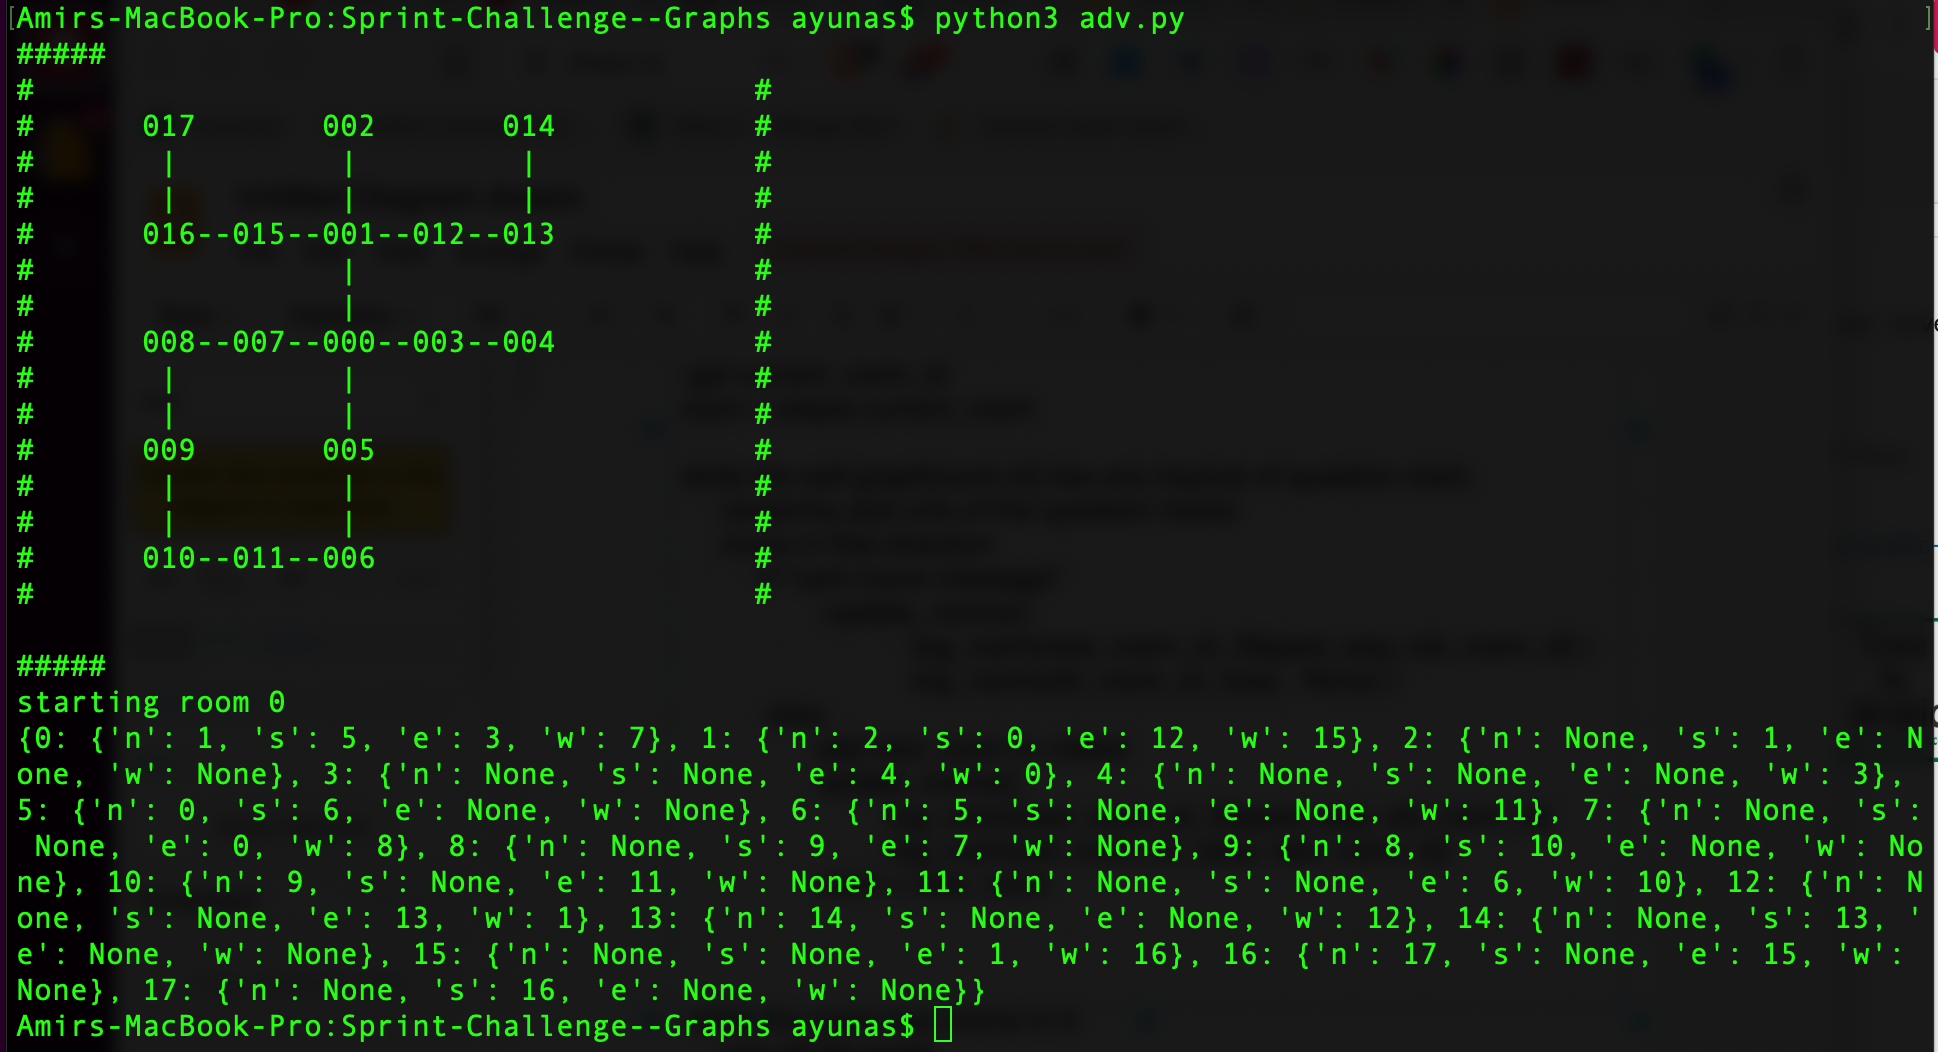 [Amirs-MacBook-Pro:Sprint-Challenge--Graphs ayunas$ python3 adv.py ]
#####
#                                        #
#      017       002       014           #
#       |         |         |            #
#       |         |         |            #
#      016--015--001--012--013           #
#                 |                      #
#                 |                      #
#      008--007--000--003--004           #
#       |         |                      #
#       |         |                      #
#      009       005                     #
#       |         |                      #
#       |         |                      #
#      010--011--006                     #
#                                        #

#####
starting room 0
{0: {'n': 1, 's': 5, 'e': 3, 'w': 7}, 1: {'n': 2, 's': 0, 'e': 12, 'w': 15}, 2: {'n': None, 's': 1, 'e': N
one, 'w': None}, 3: {'n': None, 's': None, 'e': 4, 'w': 0}, 4: {'n': None, 's': None, 'e': None, 'w': 3},
5: {'n': 0, 's': 6, 'e': None, 'w': None}, 6: {'n': 5, 's': None, 'e': None, 'w': 11}, 7: {'n': None, 's':
 None, 'e': 0, 'w': 8}, 8: {'n': None, 's': 9, 'e': 7, 'w': None}, 9: {'n': 8, 's': 10, 'e': None, 'w': No
ne}, 10: {'n': 9, 's': None, 'e': 11, 'w': None}, 11: {'n': None, 's': None, 'e': 6, 'w': 10}, 12: {'n': N
one, 's': None, 'e': 13, 'w': 1}, 13: {'n': 14, 's': None, 'e': None, 'w': 12}, 14: {'n': None, 's': 13, '
e': None, 'w': None}, 15: {'n': None, 's': None, 'e': 1, 'w': 16}, 16: {'n': 17, 's': None, 'e': 15, 'w':
None}, 17: {'n': None, 's': 16, 'e': None, 'w': None}}
Amirs-MacBook-Pro:Sprint-Challenge--Graphs ayunas$